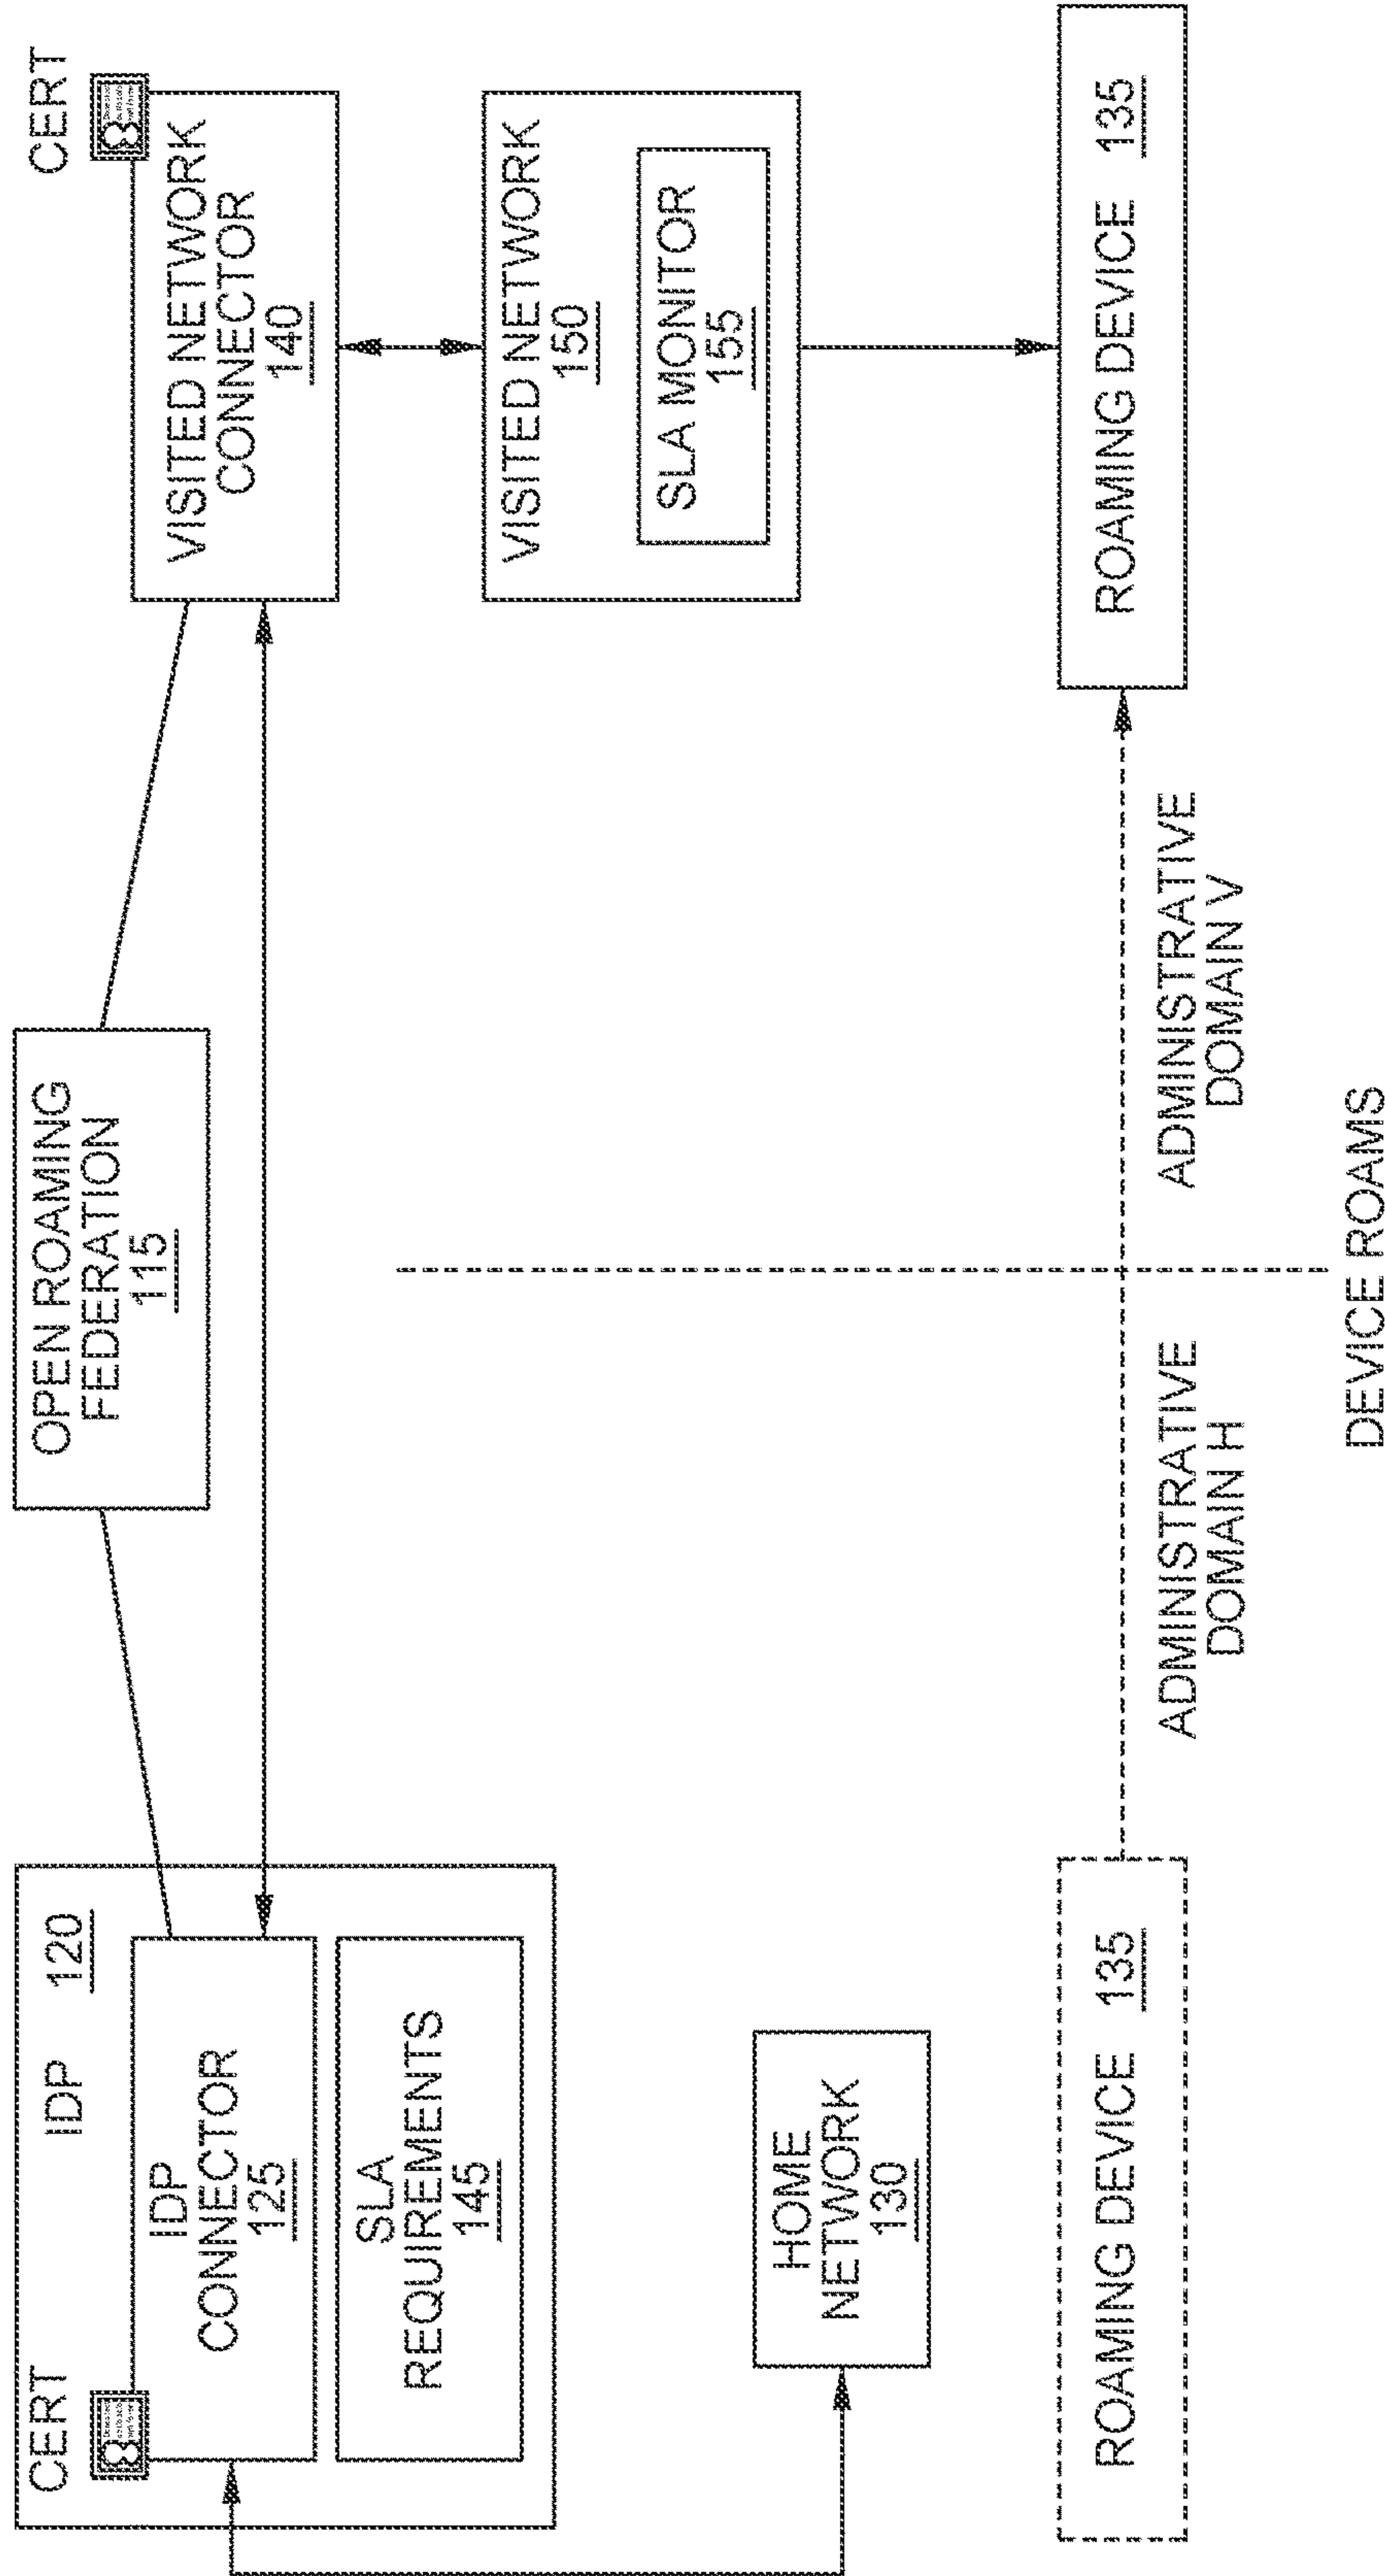 CERT
IDP 120
IDP
CONNECTOR
125
SLA
REQUIREMENTS
145
OPEN ROAMING
FEDERATION
115
CERT
VISITED NETWORK
CONNECTOR
140
VISITED NETWORK
150
SLA MONITOR
155
HOME
NETWORK
130
ROAMING DEVICE 135
ADMINISTRATIVE
DOMAIN H
ADMINISTRATIVE
DOMAIN V
ROAMING DEVICE 135
DEVICE ROAMS